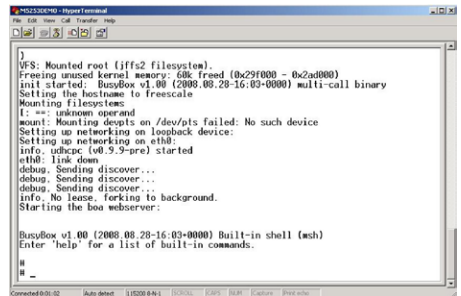 M5253DEMO - HyperTerminal
File Edit View Call Transfer Help
)
VFS: Mounted root (jffs2 filesystem).
Freeing unused kernel memory: 60k freed (0x29f000 - 0x2ad000)
init started:  BusyBox v1.00 (2008.08.28-16:03+0000) multi-call binary
Setting the hostname to freescale
Mounting filesystems
[: ==: unknown operand
mount: Mounting devpts on /dev/pts failed: No such device
Setting up networking on loopback device:
Setting up networking on eth0:
info, udhcpc (v0.9.9-pre) started
eth0: link down
debug, Sending discover...
debug, Sending discover...
debug, Sending discover...
info, No lease, forking to background.
Starting the boa webserver:
BusyBox v1.00 (2008.08.28-16:03+0000) Built-in shell (msh)
Enter 'help' for a list of built-in commands.
#
# _
Connected 0:01:02 Auto detect 115200 8-N-1 SCROLL CAPS NUM Capture Print echo